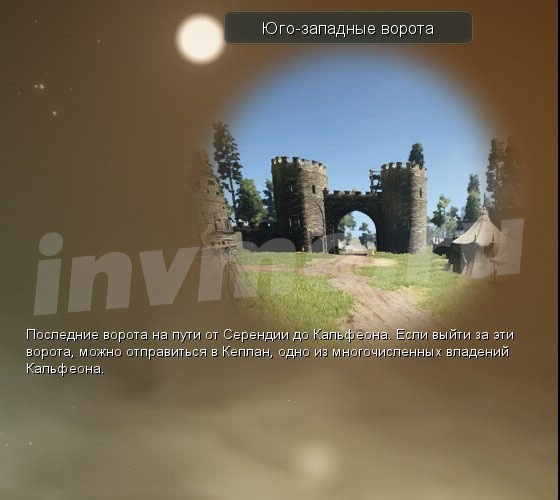 Юго-западные ворота
Последние ворота на пути от Серендии до Кальфеона. Если выйти за эти
ворота, можно отправиться в Кеплан, одно из многочисленных владений
Кальфеона.